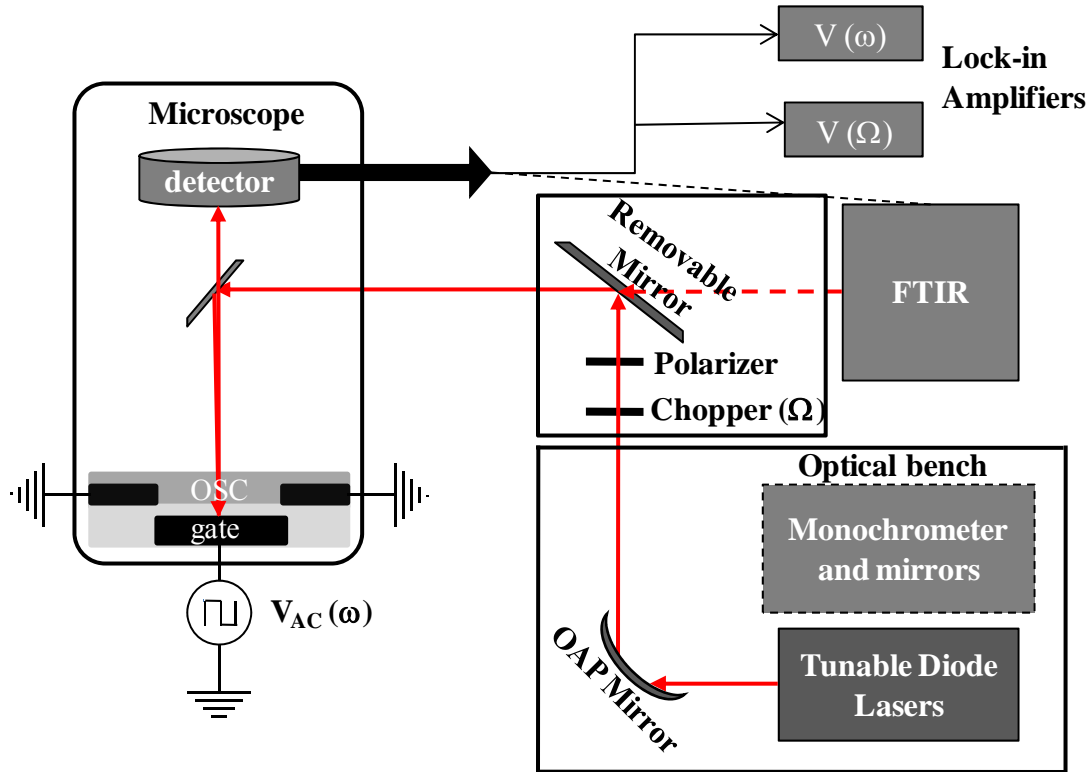 V (ω)
Lock-in
Amplifiers
V (Ω)
Microscope
detector
Removable
Mirror
FTIR
Polarizer
Chopper (Ω)
OSC
gate
V_AC (ω)
Optical bench
Monochrometer
and mirrors
OAP Mirror
Tunable Diode
Lasers